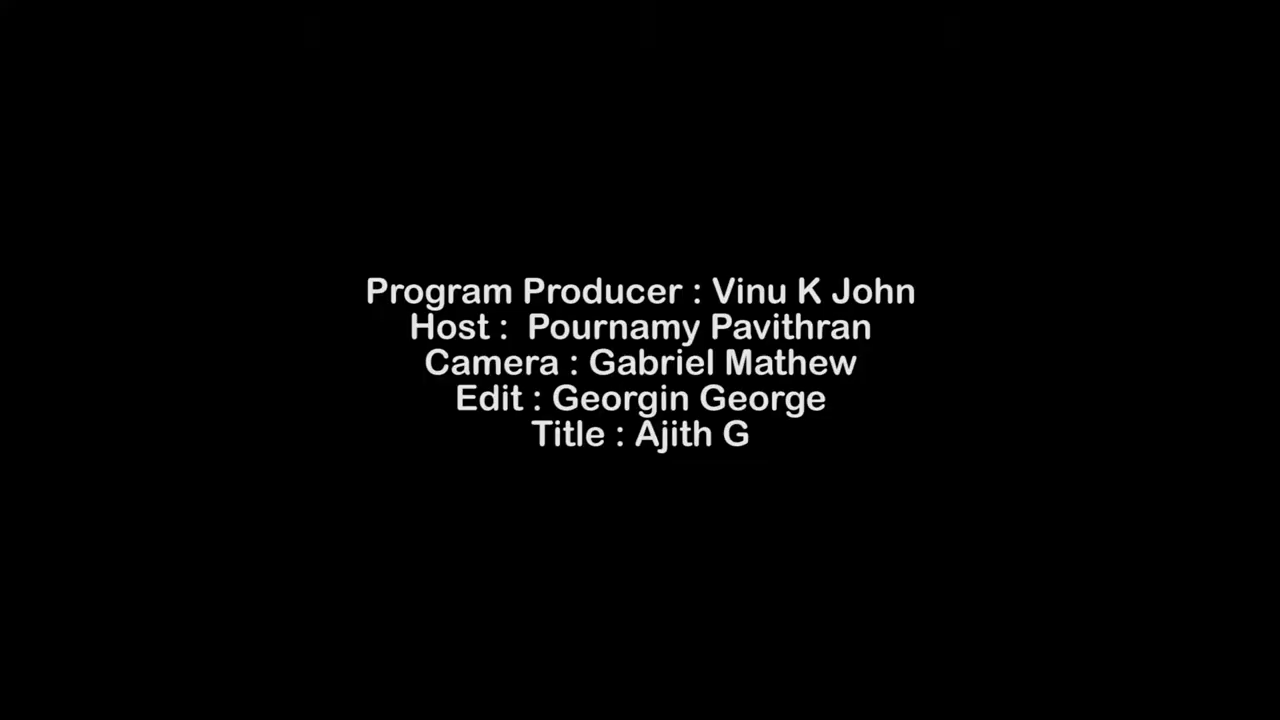 Program Producer : Vinu K John
Host :  Pournamy Pavithran
Camera : Gabriel Mathew
Edit : Georgin George
Title : Ajith G